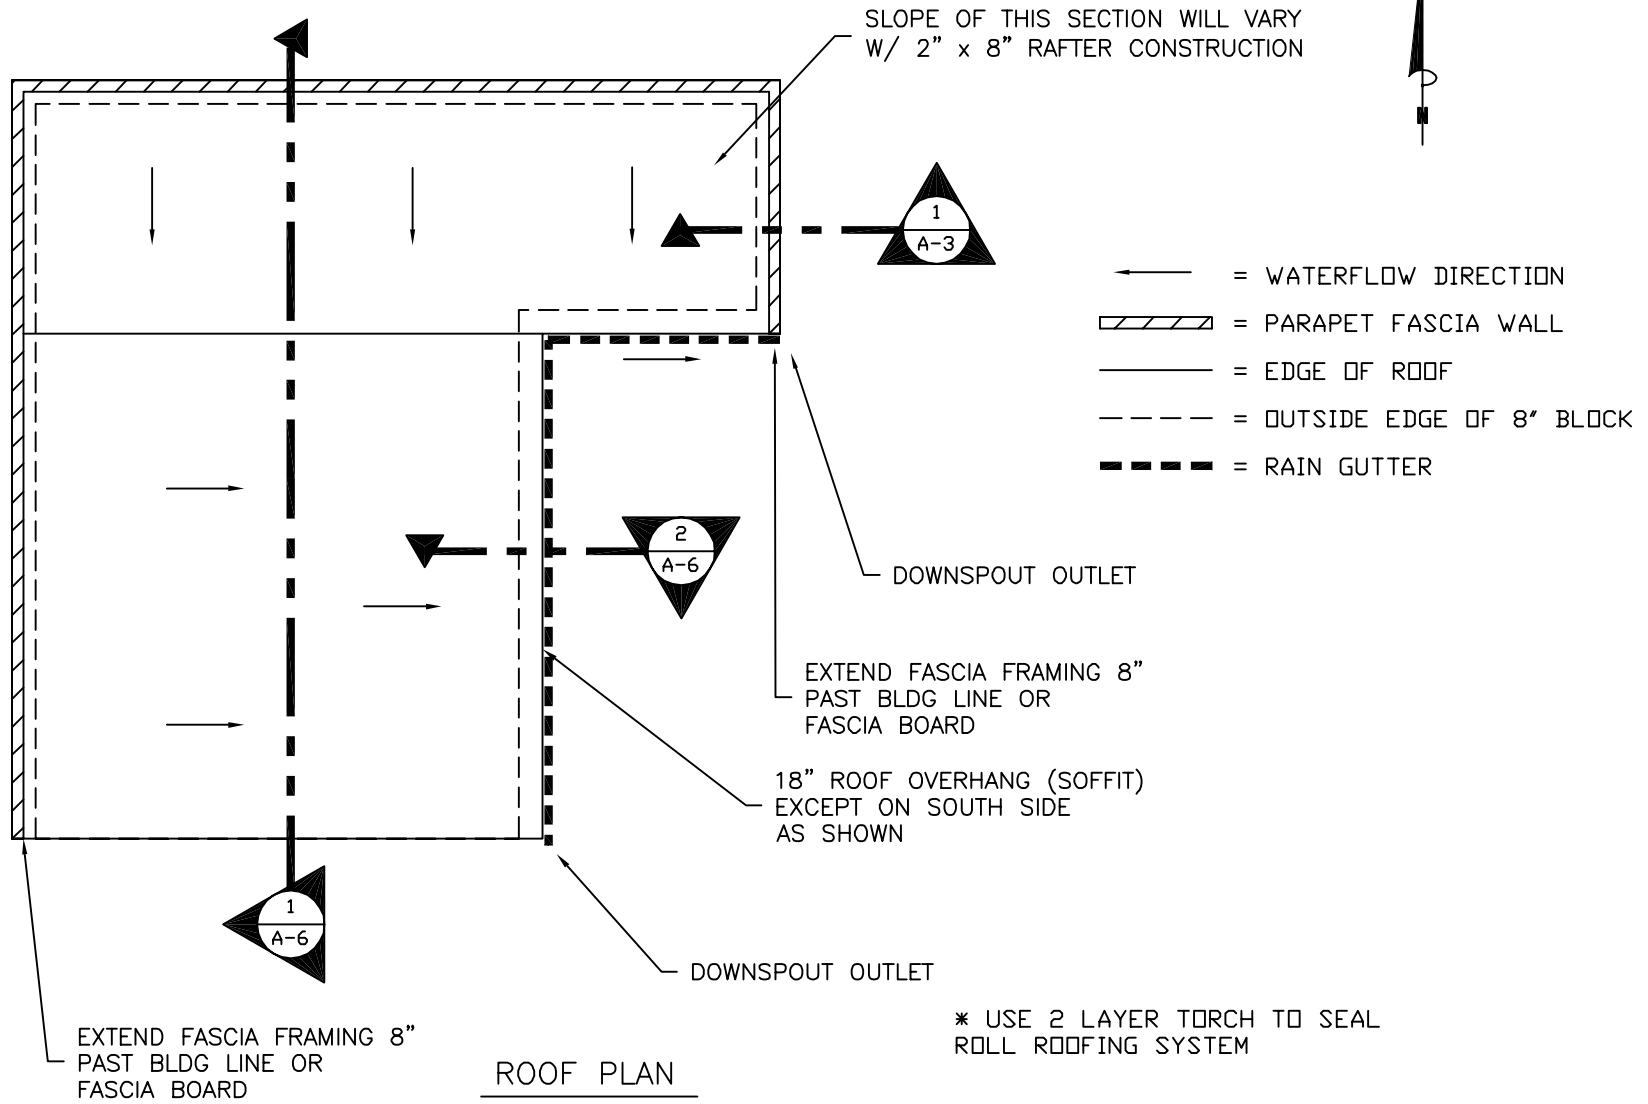 SLOPE OF THIS SECTION WILL VARY
W/ 2" x 8" RAFTER CONSTRUCTION
N
1
A-3
= WATERFLOW DIRECTION
= PARAPET FASCIA WALL
= EDGE OF ROOF
= OUTSIDE EDGE OF 8" BLOCK
= RAIN GUTTER
2
A-6
DOWNSPOUT OUTLET
EXTEND FASCIA FRAMING 8"
PAST BLDG LINE OR
FASCIA BOARD
18" ROOF OVERHANG (SOFFIT)
EXCEPT ON SOUTH SIDE
AS SHOWN
1
A-6
DOWNSPOUT OUTLET
EXTEND FASCIA FRAMING 8"
PAST BLDG LINE OR
FASCIA BOARD
ROOF PLAN
* USE 2 LAYER TORCH TO SEAL
ROLL ROOFING SYSTEM